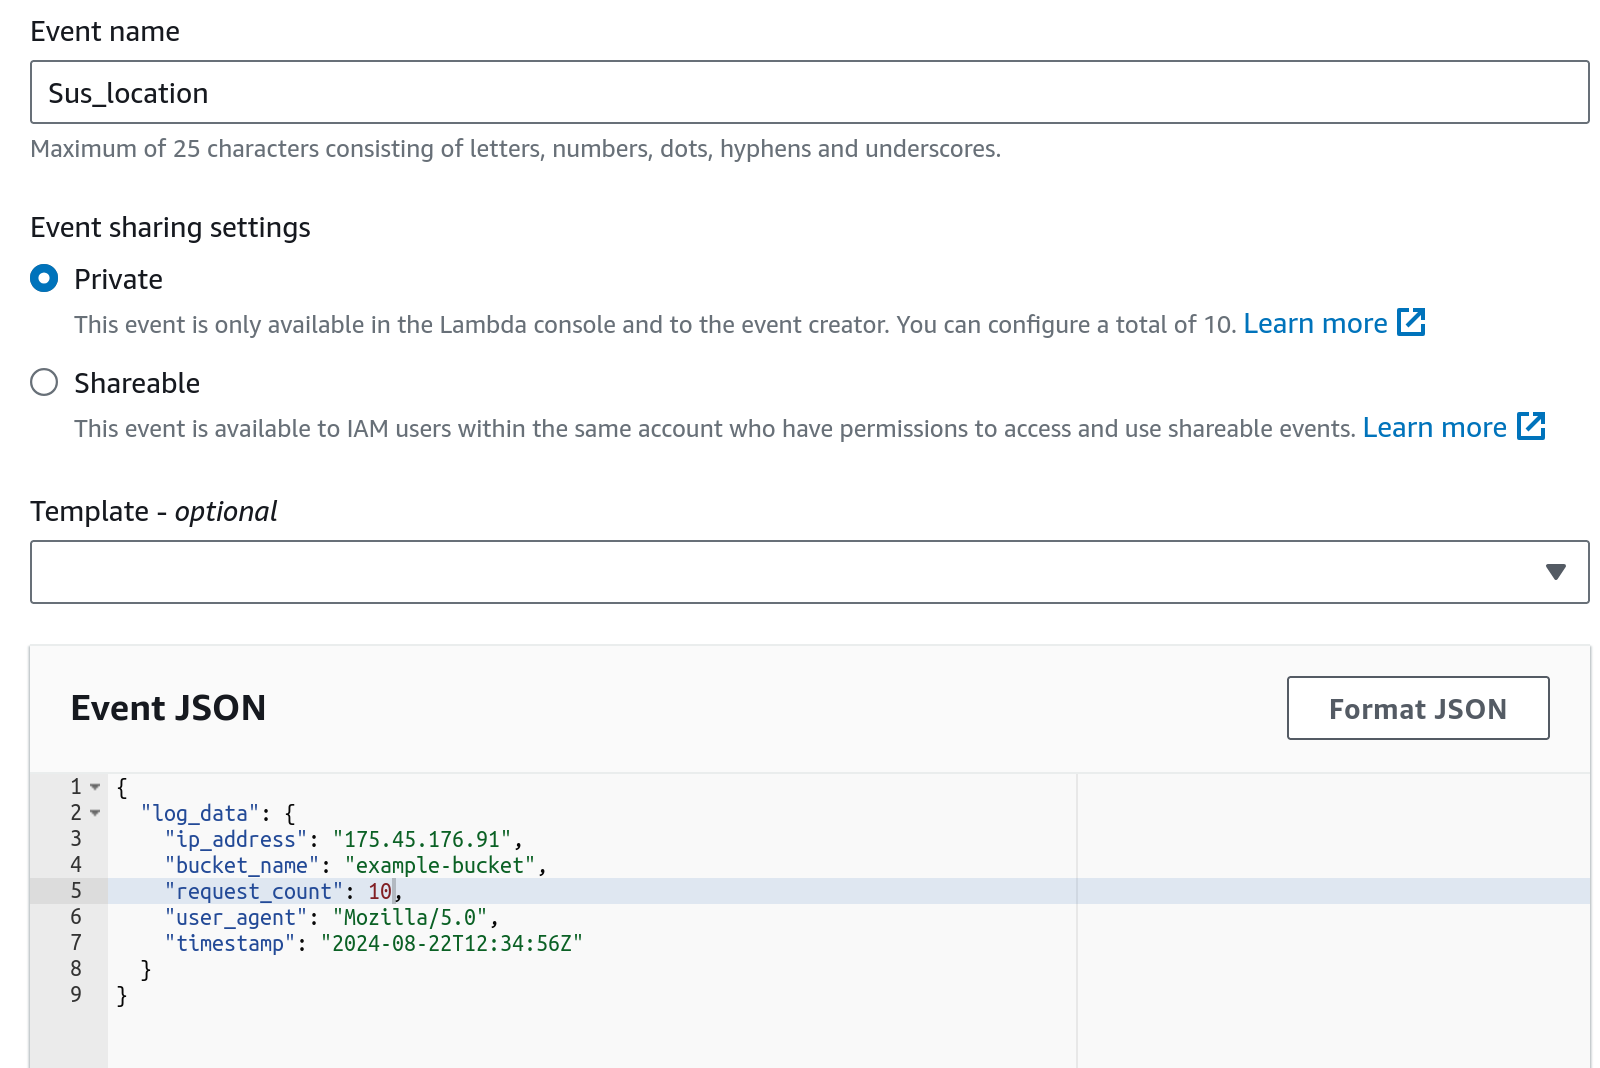 Event name
Sus_location
Maximum of 25 characters consisting of letters, numbers, dots, hyphens and underscores.
Event sharing settings
Private
This event is only available in the Lambda console and to the event creator. You can configure a total of 10. Learn more
Shareable
This event is available to IAM users within the same account who have permissions to access and use shareable events. Learn more
Template - optional
Event JSON
Format JSON
1 {
2   "log_data": {
3     "ip_address": "175.45.176.91",
4     "bucket_name": "example-bucket",
5     "request_count": 10,
6     "user_agent": "Mozilla/5.0",
7     "timestamp": "2024-08-22T12:34:56Z"
8   }
9 }